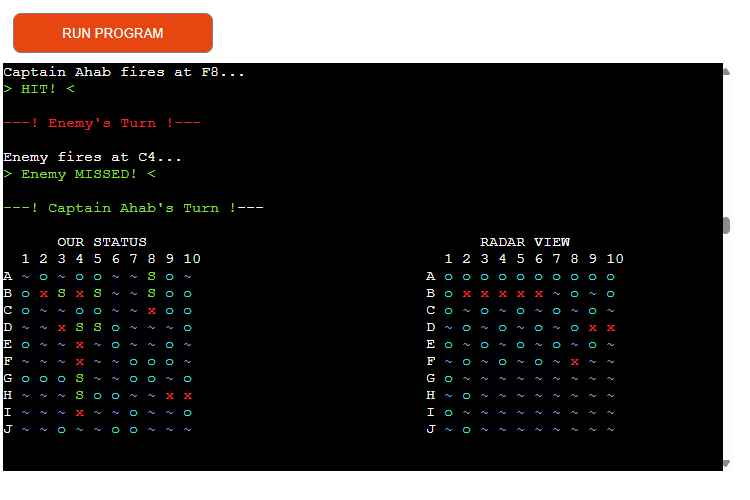 RUN PROGRAM
Captain Ahab fires at F8...
> HIT! <
---! Enemy's Turn !---
Enemy fires at C4...
> Enemy MISSED! <
---! Captain Ahab's Turn !---
OUR STATUS RADAR VIEW
1 2 3 4 5 6 7 8 9 10 1 2 3 4 5 6 7 8 9 10
A ~ o ~ o o ~ ~ S o ~ A o o o o o o o o o o
B o x S x S ~ ~ S o o B o x x x x x ~ o ~ o
C o ~ ~ o o ~ ~ x o o C o ~ o ~ o ~ o ~ o ~
D ~ ~ x S S o ~ ~ ~ o D ~ o ~ o ~ o ~ o x x
E o ~ ~ x ~ o ~ ~ o ~ E o ~ o ~ o ~ o ~ o ~
F ~ ~ ~ x ~ ~ o o o ~ F ~ o ~ o ~ o ~ x ~ ~
G o o o S ~ ~ o o ~ o G o ~ ~ ~ ~ ~ ~ ~ ~ ~
H ~ ~ ~ S o o ~ ~ x x H ~ o ~ ~ ~ ~ ~ ~ ~ ~
I ~ ~ ~ x ~ ~ o ~ ~ o I o ~ ~ ~ ~ ~ ~ ~ ~ ~
J ~ ~ o ~ ~ o o ~ ~ ~ J ~ o ~ ~ ~ ~ ~ ~ ~ ~